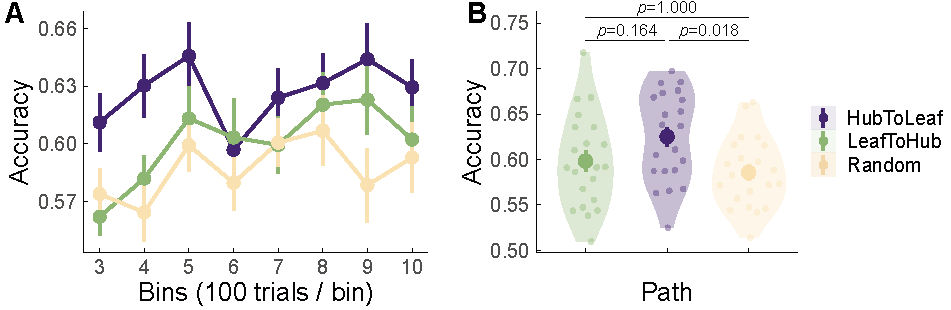 A
Accuracy
0.66
0.63
0.60
0.57
3 4 5 6 7 8 9 10
Bins (100 trials / bin)
B
Accuracy
0.75
0.70
0.65
0.60
0.55
0.50
p=1.000
p=0.164 p=0.018
Path
HubToLeaf
LeafToHub
Random